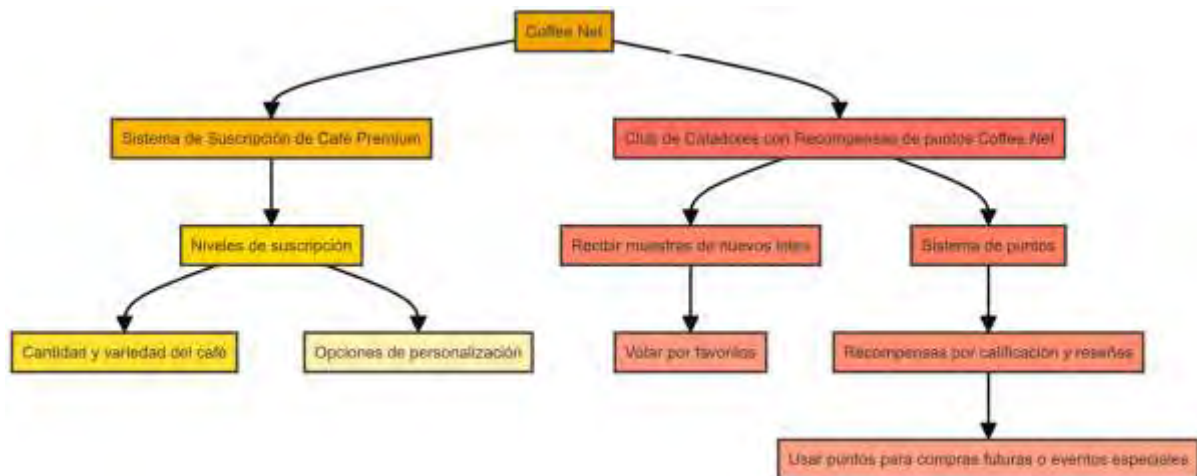 Coffee Net
Sistema de Suscripción de Café Premium
Club de Catadores con Recompensas de puntos Coffee Net
Niveles de suscripción
Recibir muestras de nuevos lotes
Sistema de puntos
Cantidad y variedad del café
Opciones de personalización
Votar por favoritos
Recompensas por calificación y reseñas
Usar puntos para compras futuras o eventos especiales